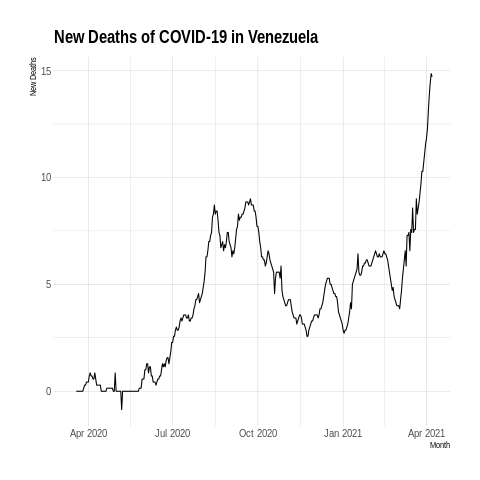 New Deaths of COVID-19 in Venezuela
New Deaths
15
10
5
0
Apr 2020 Jul 2020 Oct 2020 Jan 2021 Apr 2021
Month